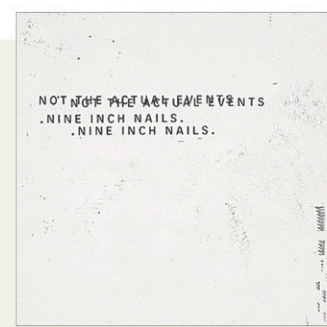 NOT THE ACTUAL EVENTS
NOT THE ACTUAL EVENTS
.NINE INCH NAILS.
.NINE INCH NAILS.